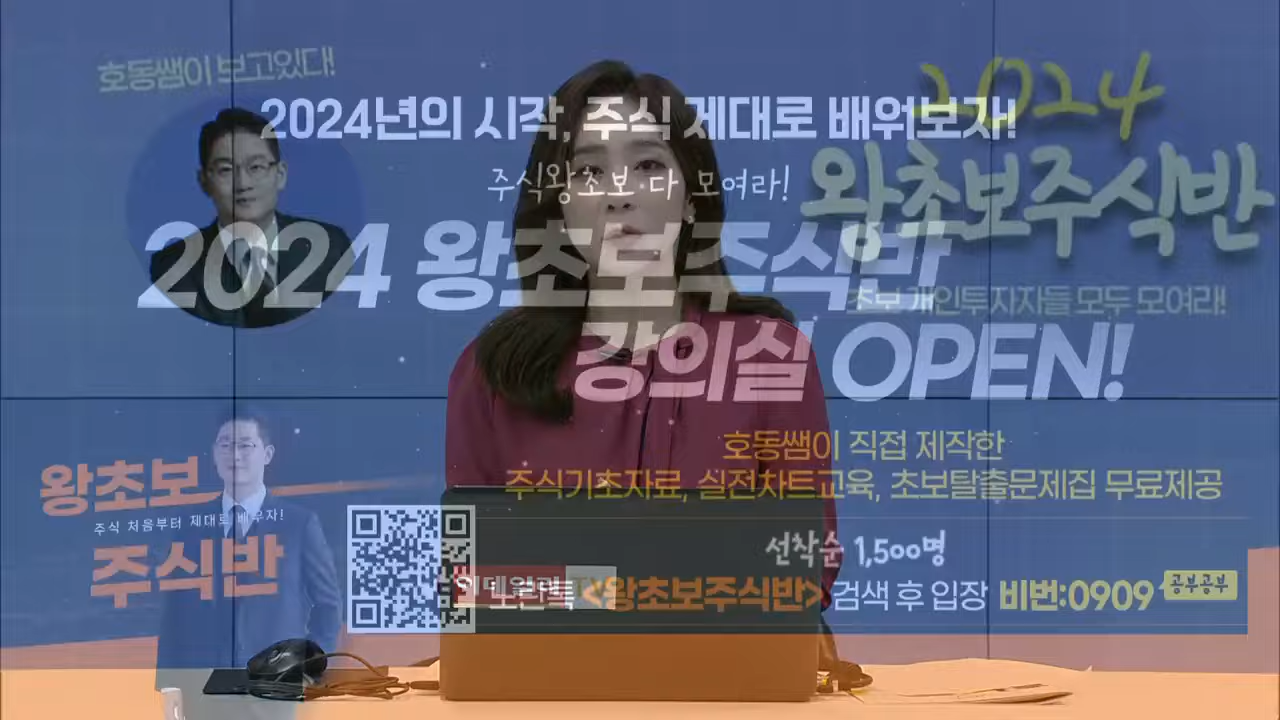 호동쌤이 보고있다!
2024
2024년의 시작, 주식 제대로 배워보자!
왕초보주식반
주식왕초보 다 모여라!
2024 왕초보주식반
초보 개인투자자들 모두 모여라!
강의실 OPEN!
호동쌤이 직접 제작한
주식기초자료, 실전차트교육, 초보탈출문제집 무료제공
왕초보
주식 처음부터 제대로 배우자!
주식반
선착순 1,500명
노란톡 <왕초보주식반> 검색 후 입장 비번:0909
공부공부